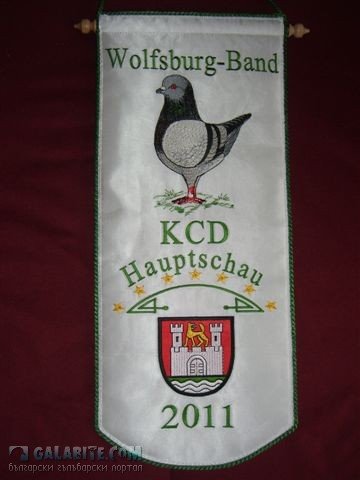 Wolfsburg-Band
KCD
Hauptschau
2011
GALABITE.COM
български гълъбарски портал